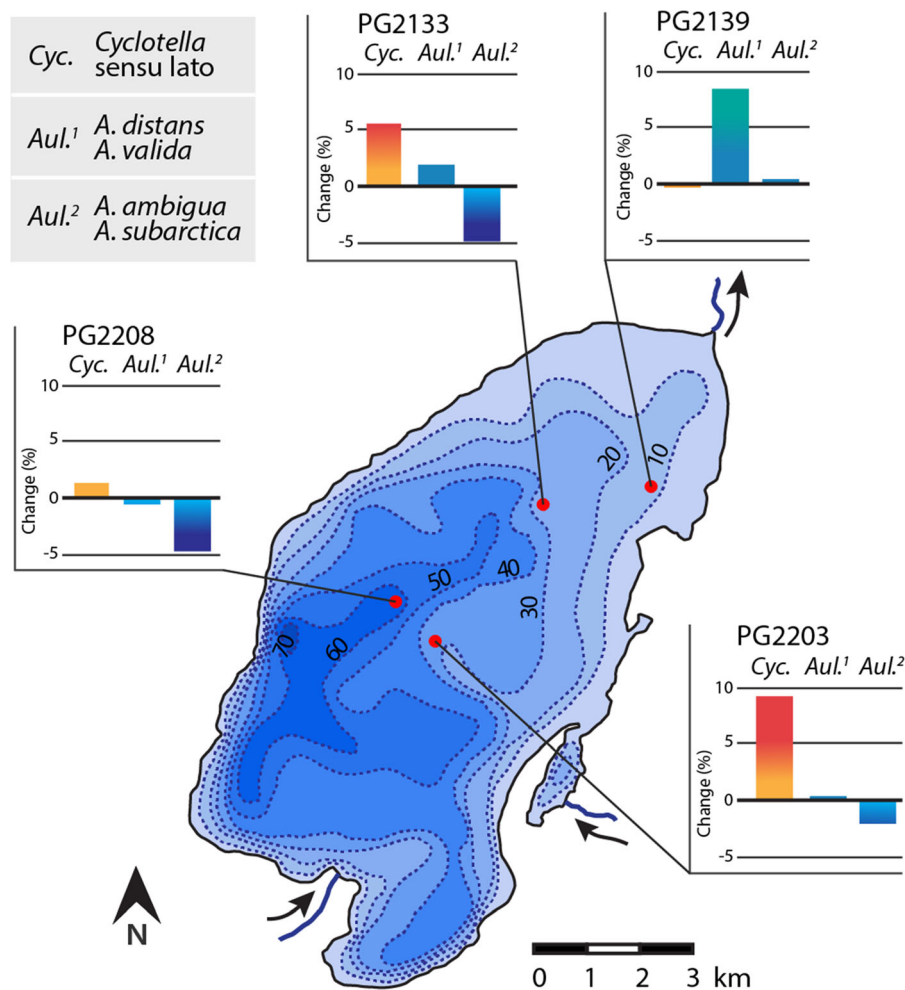 Cyc. Cyclotella
sensu lato
Aul.¹ A. distans
A. valida
Aul.² A. ambigua
A. subarctica
PG2133
Cyc. Aul.¹ Aul.²
10
5
0
-5
Change (%)
PG2139
Cyc. Aul.¹ Aul.²
10
5
0
-5
Change (%)
PG2208
Cyc. Aul.¹ Aul.²
10
5
0
-5
Change (%)
20
10
50
40
30
70
60
PG2203
Cyc. Aul.¹ Aul.²
10
5
0
-5
Change (%)
N
0 1 2 3 km